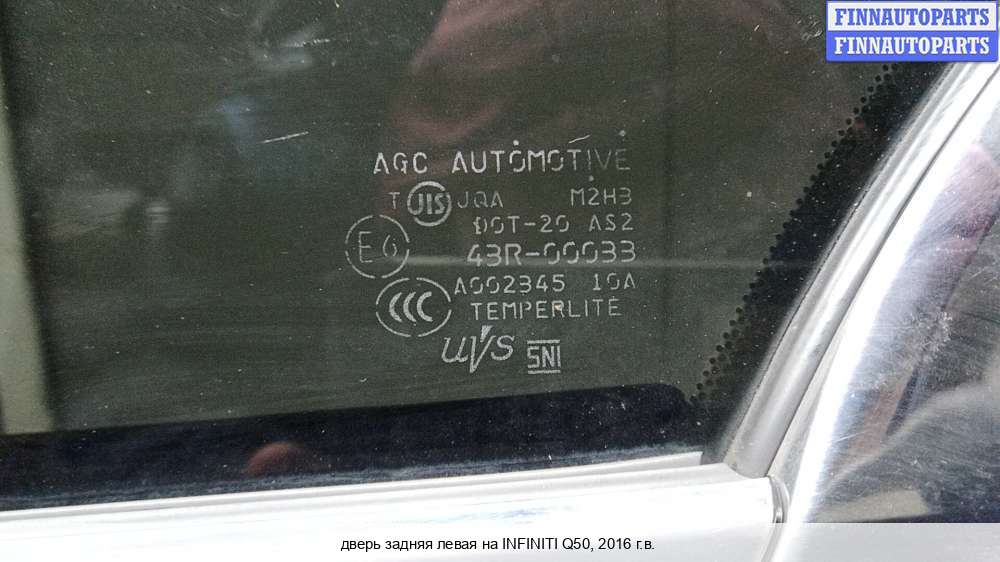 FINNAUTOPARTS
FINNAUTOPARTS
AGC AUTOMOTIVE
T JIS JQA M2H3
DOT-20 AS2
E6 43R-00033
CCC A002345 10A
TEMPERLITE
UVS SNI
дверь задняя левая на INFINITI Q50, 2016 г.в.